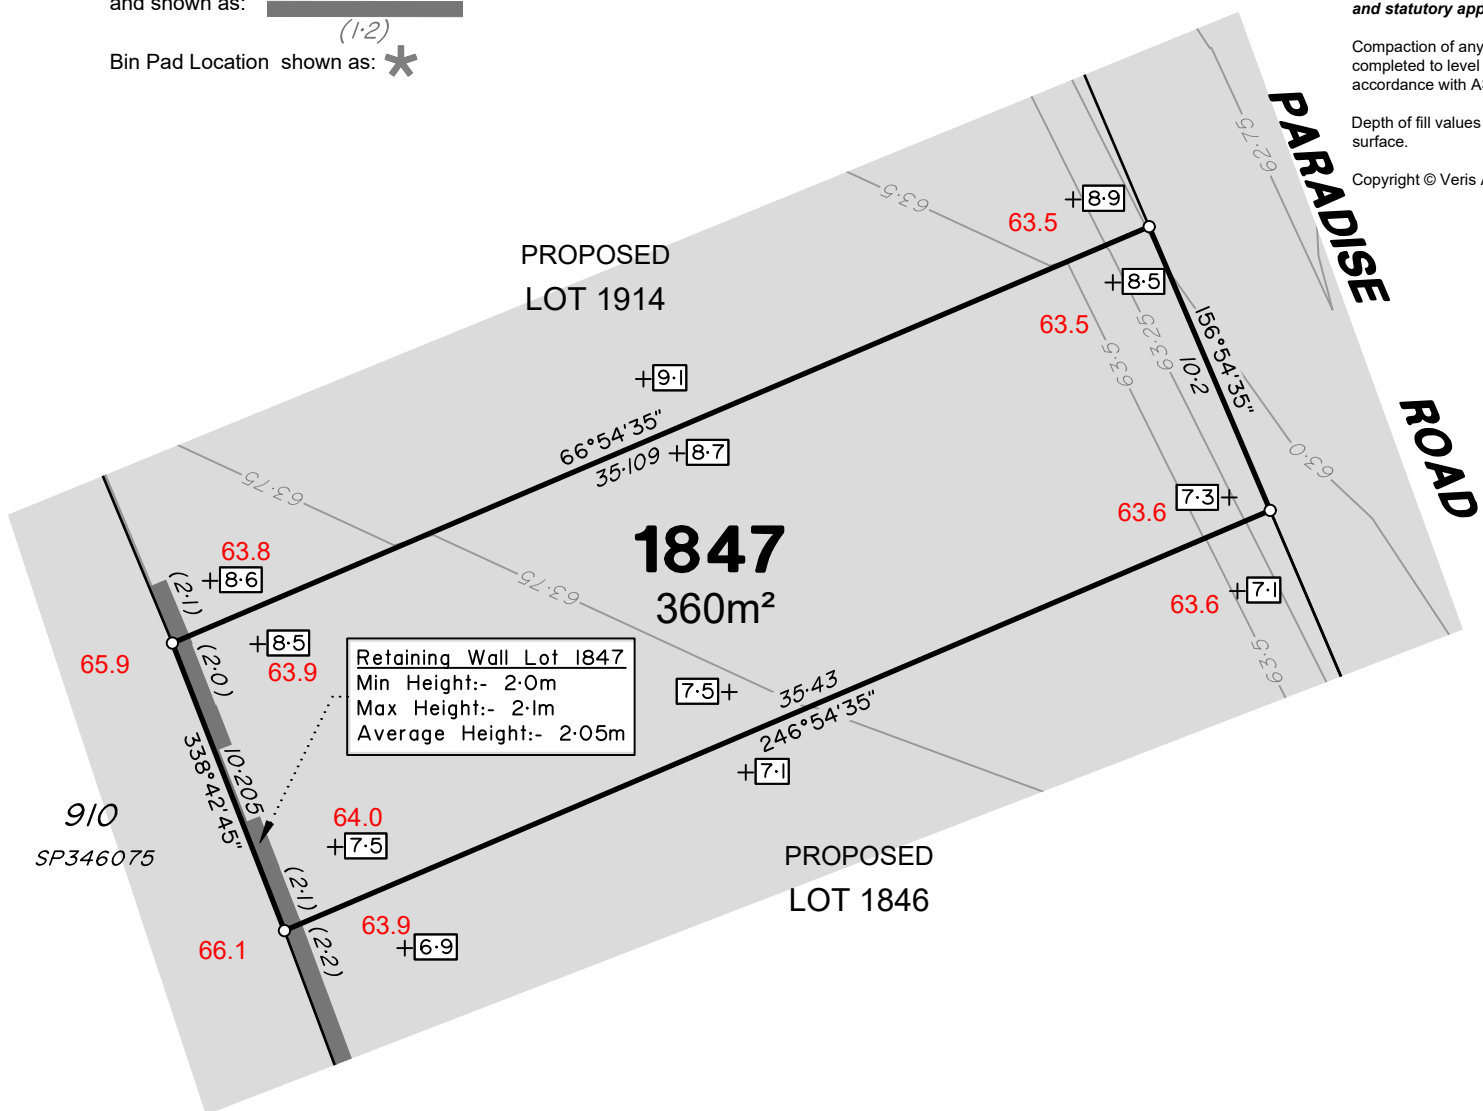 and shown as:
(1·2)
Bin Pad Location shown as:
and statutory app
Compaction of any
completed to level
accordance with A
Depth of fill values
surface.
Copyright © Veris
PARADISE
ROAD
62·75
63·5
8·9
63.5
8·5
63.5
63·5
63·25
156°54'35"
10·2
63·0
PROPOSED
LOT 1914
9·1
66°54'35"
35·109
8·7
63·75
63.8
8·6
(2·1)
65.9
(2·0)
8·5
63.9
1847
360m²
63·75
7·3
63.6
7·1
63.6
63·5
Retaining Wall Lot 1847
Min Height:- 2·0m
Max Height:- 2·1m
Average Height:- 2·05m
7·5
35·43
246°54'35"
7·1
10·205
338°42'45"
910
SP346075
64.0
7·5
(2·1)
63.9
6·9
(2·2)
66.1
PROPOSED
LOT 1846